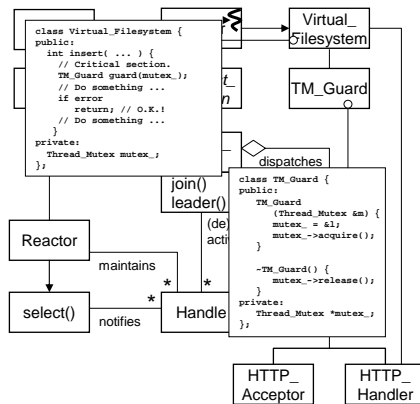 class Virtual_Filesystem {
public:
int insert( ... ) {
// Critical section.
TM_Guard guard(mutex_);
// Do something ...
if error
return; // O.K.!
// Do something ...
}
private:
Thread_Mutex mutex_;
};
Virtual_
Filesystem
TM_Guard
dispatches
join()
leader()
class TM_Guard {
public:
TM_Guard
(Thread_Mutex &m) {
mutex_ = &l;
mutex_->acquire();
}
~TM_Guard() {
mutex_->release();
}
private:
Thread_Mutex *mutex_;
};
Reactor
maintains
*
*
*
select()
notifies
Handle
HTTP_
Acceptor
HTTP_
Handler